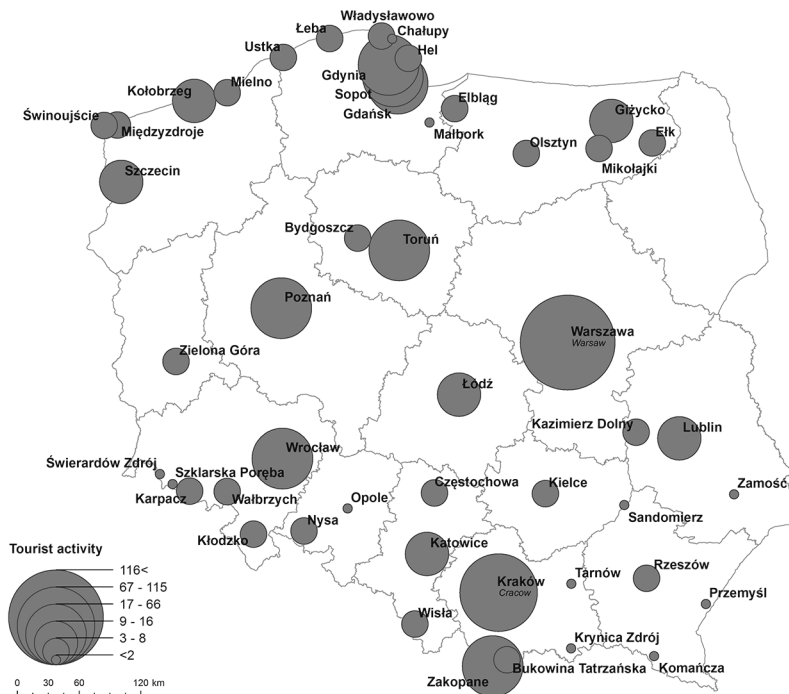 Władysławowo
Łeba
Chałupy
Ustka
Hel
Gdynia
Mielno
Kołobrzeg
Sopot
Elbląg
Giżycko
Świnoujście
Gdańsk
Międzyzdroje
Malbork
Ełk
Olsztyn
Mikołajki
Szczecin
Bydgoszcz
Toruń
Poznań
Warszawa
Warsaw
Zielona Góra
Łódź
Kazimierz Dolny
Lublin
Wrocław
Świerardów Zdrój
Szklarska Poręba
Częstochowa
Kielce
Zamość
Karpacz
Wałbrzych
Opole
Sandomierz
Nysa
Kłodzko
Katowice
Tourist activity
116<
67 - 115
17 - 66
9 - 16
3 - 8
<2
0 30 60 120 km
Kraków
Cracow
Tarnów
Rzeszów
Przemyśl
Wisła
Krynica Zdrój
Bukowina Tatrzańska
Komańcza
Zakopane